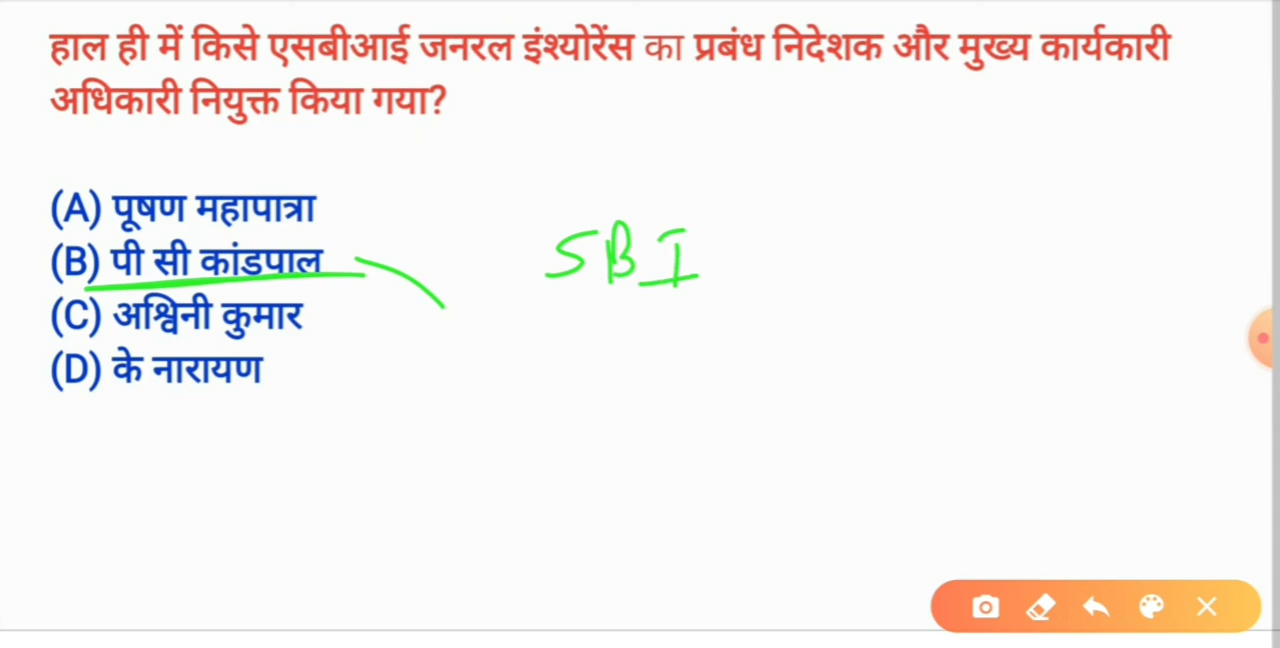 हाल ही में किसे एसबीआई जनरल इंश्योरेंस का प्रबंध निदेशक और मुख्य कार्यकारी
अधिकारी नियुक्त किया गया?
(A) पूषण महापात्रा
(B) पी सी कांडपाल
(C) अश्विनी कुमार
(D) के नारायण
SBI